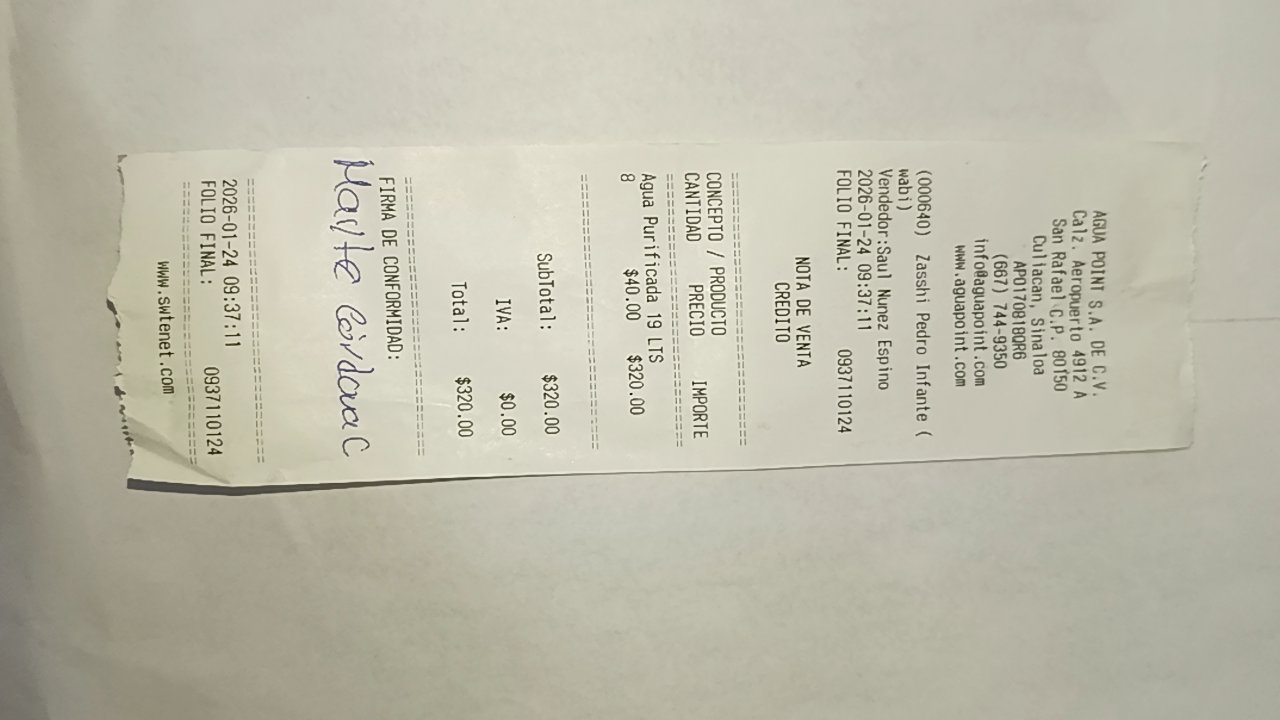 AGUA POINT S.A. DE C.V.
Calz. Aeropuerto 4912 A
San Rafael C.P. 80150
Culiacan, Sinaloa
APO170818QR6
(667) 744-9350
info@aguapoint.com
www.aguapoint.com
(000640) Zasshi Pedro Infante (
wabi)
Vendedor:Saul Nunez Espino
2026-01-24 09:37:11
FOLIO FINAL: 0937110124
NOTA DE VENTA
CREDITO
CONCEPTO / PRODUCTO
CANTIDAD PRECIO IMPORTE
Agua Purificada 19 LTS
8 $40.00 $320.00
SubTotal: $320.00
IVA: $0.00
Total: $320.00
FIRMA DE CONFORMIDAD:
Córdova C
2026-01-24 09:37:11
FOLIO FINAL: 0937110124
www.swtenet.com